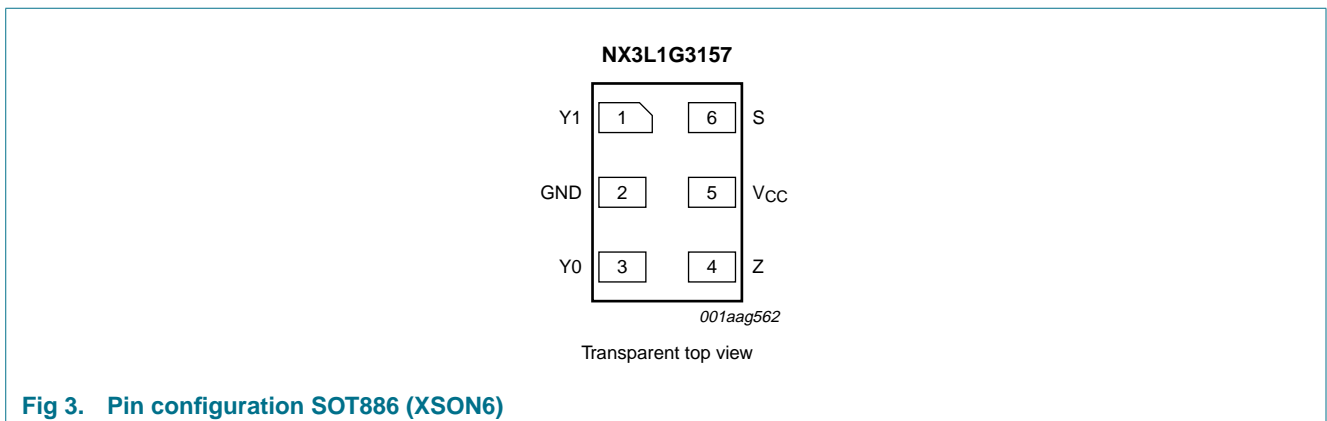 NX3L1G3157
Y1 1 6 S
GND 2 5 VCC
Y0 3 4 Z
001aag562
Transparent top view
Fig 3. Pin configuration SOT886 (XSON6)